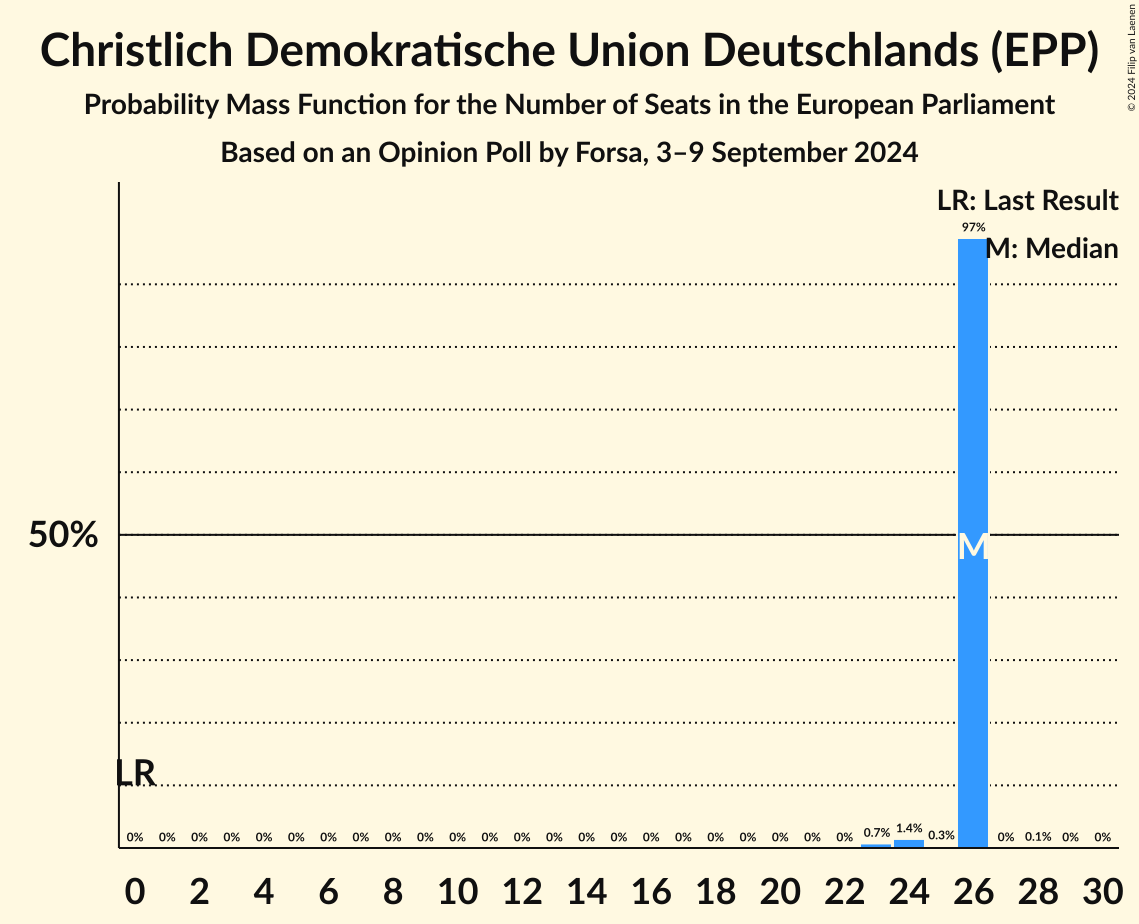 Christlich Demokratische Union Deutschlands (EPP)
Probability Mass Function for the Number of Seats in the European Parliament
Based on an Opinion Poll by Forsa, 3–9 September 2024
© 2024 Filip van Laenen
LR: Last Result
M: Median
97%
50%
M
LR
0% 0% 0% 0% 0% 0% 0% 0% 0% 0% 0% 0% 0% 0% 0% 0% 0% 0% 0% 0% 0% 0% 0% 0.7% 1.4% 0.3% 0% 0.1% 0% 0%
0 2 4 6 8 10 12 14 16 18 20 22 24 26 28 30